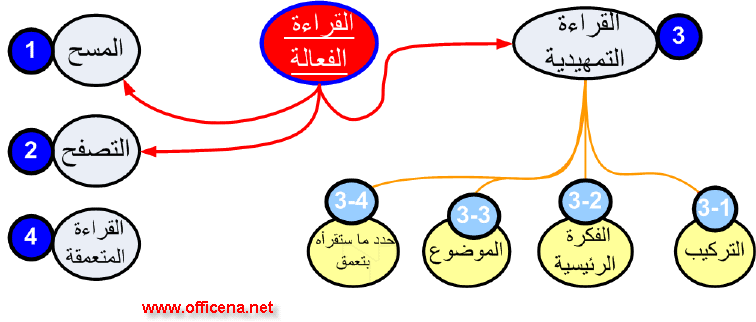 القراءة
الفعالة
1
المسح
2
التصفح
3
القراءة
التمهيدية
3-1
التركيب
3-2
الفكرة
الرئيسية
3-3
الموضوع
3-4
حدد ما ستقرأه
بتعمق
4
القراءة
المتعمقة
www.officena.net